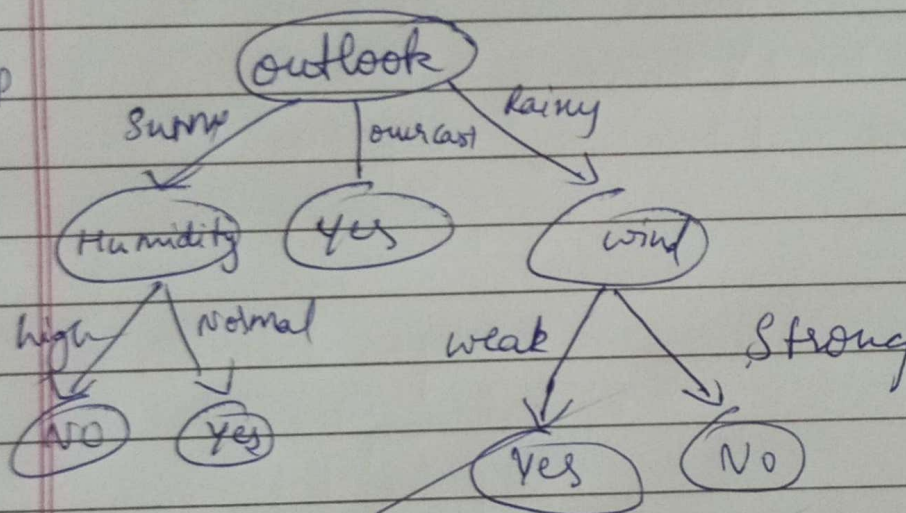 outlook
Sunny overcast Rainy
Humidity Yes wind
high Normal weak Strong
NO Yes Yes No